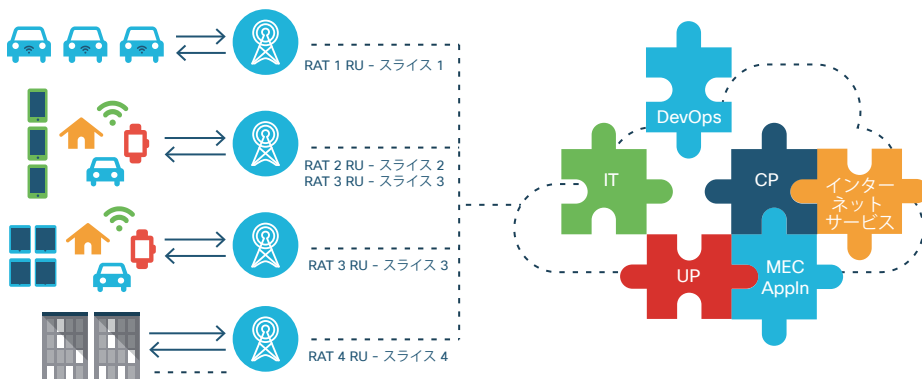 RAT 1 RU - スライス 1
RAT 2 RU - スライス 2
RAT 3 RU - スライス 3
RAT 3 RU - スライス 3
RAT 4 RU - スライス 4
DevOps
IT
CP
インター
ネット
サービス
UP
MEC
AppIn